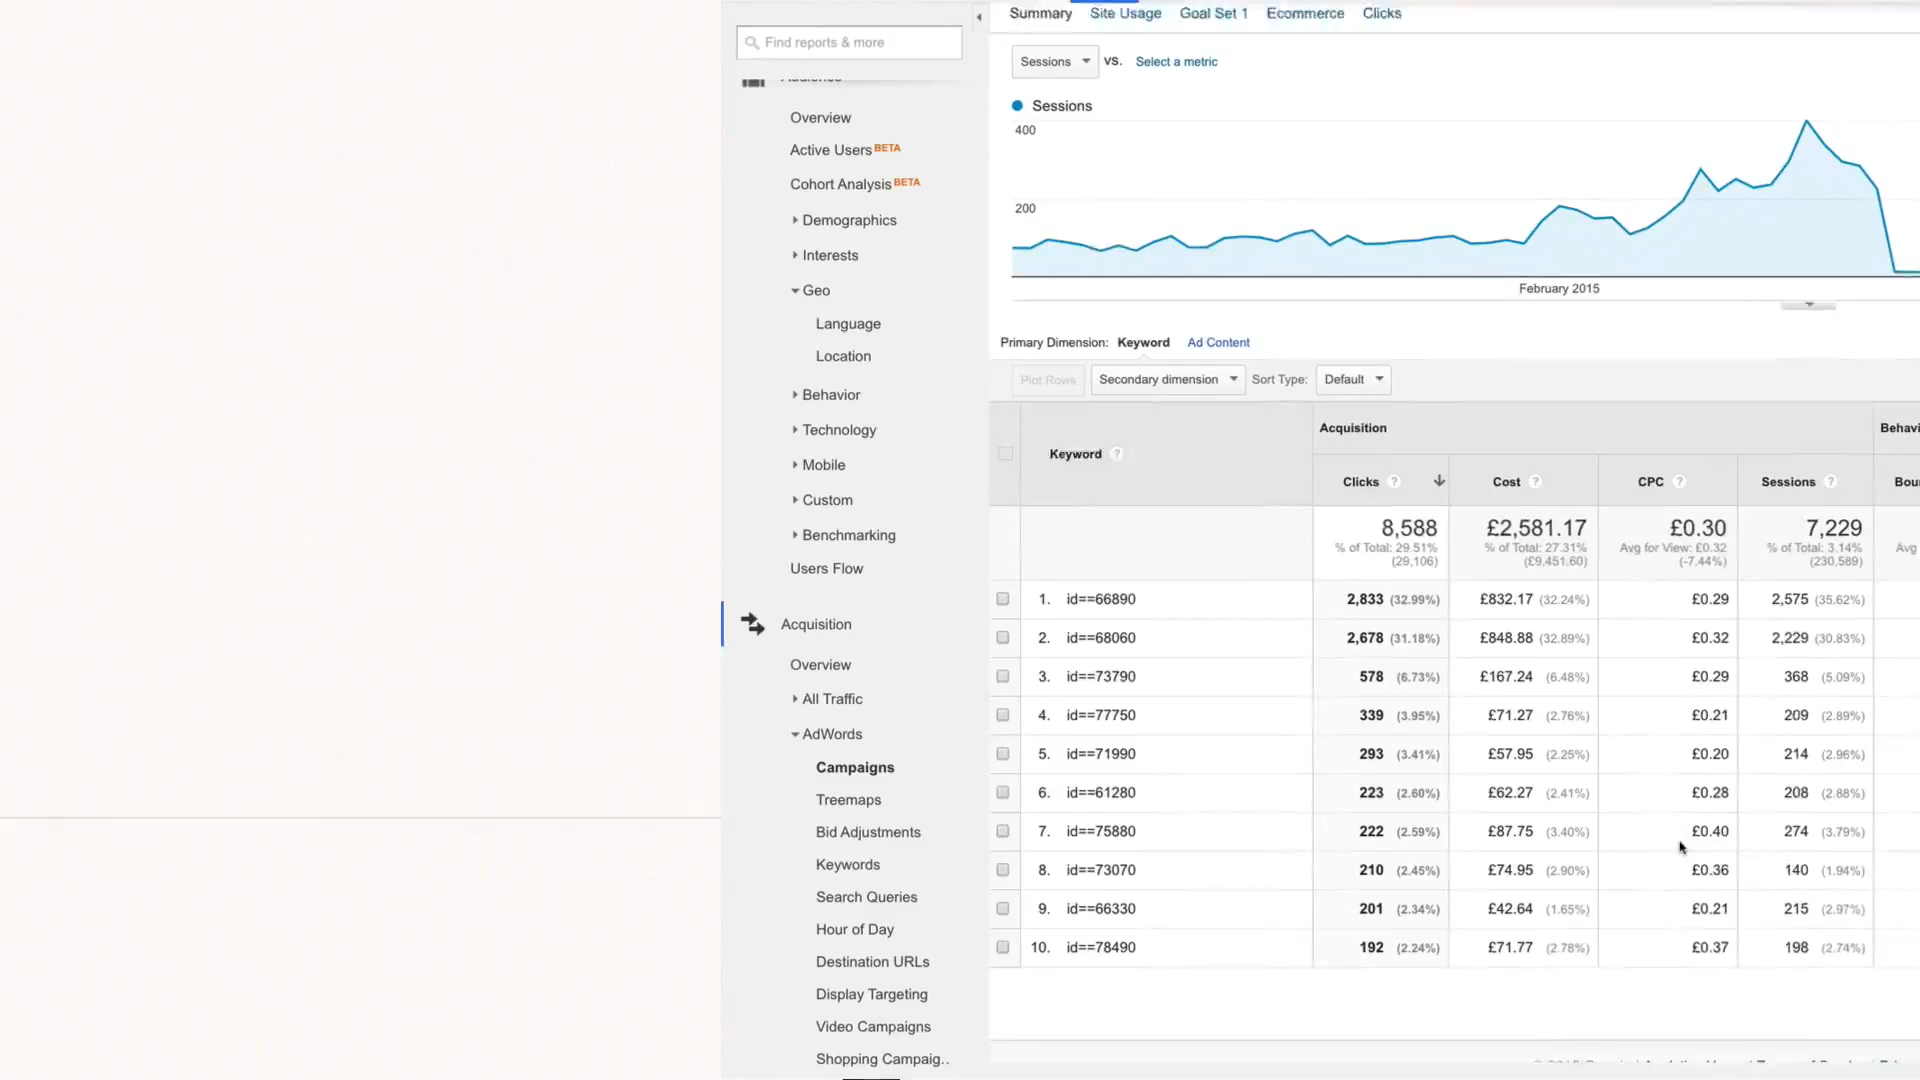 Find reports & more
Audience
Overview
Active Users BETA
Cohort Analysis BETA
Demographics
Interests
Geo
Language
Location
Behavior
Technology
Mobile
Custom
Benchmarking
Users Flow
Acquisition
Overview
All Traffic
AdWords
Campaigns
Treemaps
Bid Adjustments
Keywords
Search Queries
Hour of Day
Destination URLs
Display Targeting
Video Campaigns
Shopping Campaig..
Summary Site Usage Goal Set 1 Ecommerce Clicks
Sessions VS. Select a metric
Sessions
400
200
February 2015
Primary Dimension: Keyword Ad Content
Plot Rows Secondary dimension Sort Type: Default
Keyword ? Acquisition Behavi
Clicks ? Cost ? CPC ? Sessions ? Bou
8,588 £2,581.17 £0.30 7,229
% of Total: 29.51% % of Total: 27.31% Avg for View: £0.32 % of Total: 3.14% Avg
(29,106) (£9,451.60) (-7.44%) (230,589)
1. id==66890 2,833 (32.99%) £832.17 (32.24%) £0.29 2,575 (35.62%)
2. id==68060 2,678 (31.18%) £848.88 (32.89%) £0.32 2,229 (30.83%)
3. id==73790 578 (6.73%) £167.24 (6.48%) £0.29 368 (5.09%)
4. id==77750 339 (3.95%) £71.27 (2.76%) £0.21 209 (2.89%)
5. id==71990 293 (3.41%) £57.95 (2.25%) £0.20 214 (2.96%)
6. id==61280 223 (2.60%) £62.27 (2.41%) £0.28 208 (2.88%)
7. id==75880 222 (2.59%) £87.75 (3.40%) £0.40 274 (3.79%)
8. id==73070 210 (2.45%) £74.95 (2.90%) £0.36 140 (1.94%)
9. id==66330 201 (2.34%) £42.64 (1.65%) £0.21 215 (2.97%)
10. id==78490 192 (2.24%) £71.77 (2.78%) £0.37 198 (2.74%)